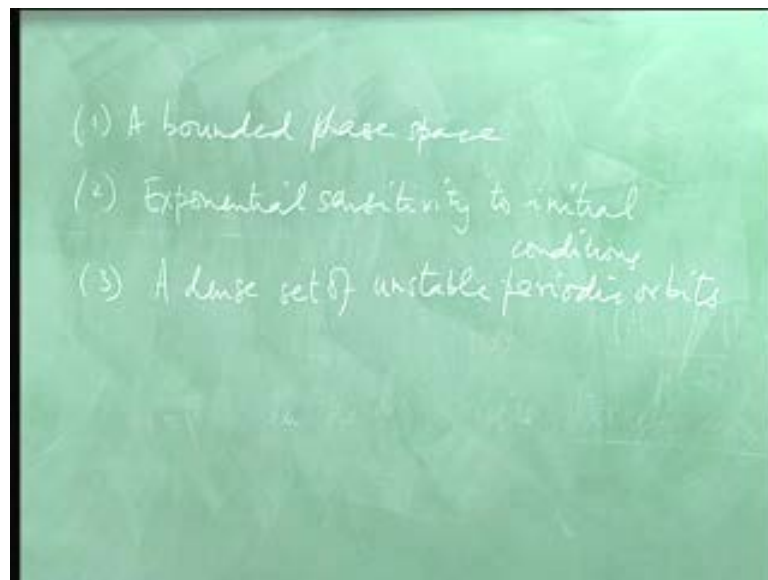 (1) A bounded phase space
(2) Exponential sensitivity to initial
conditions
(3) A dense set of unstable periodic orbits